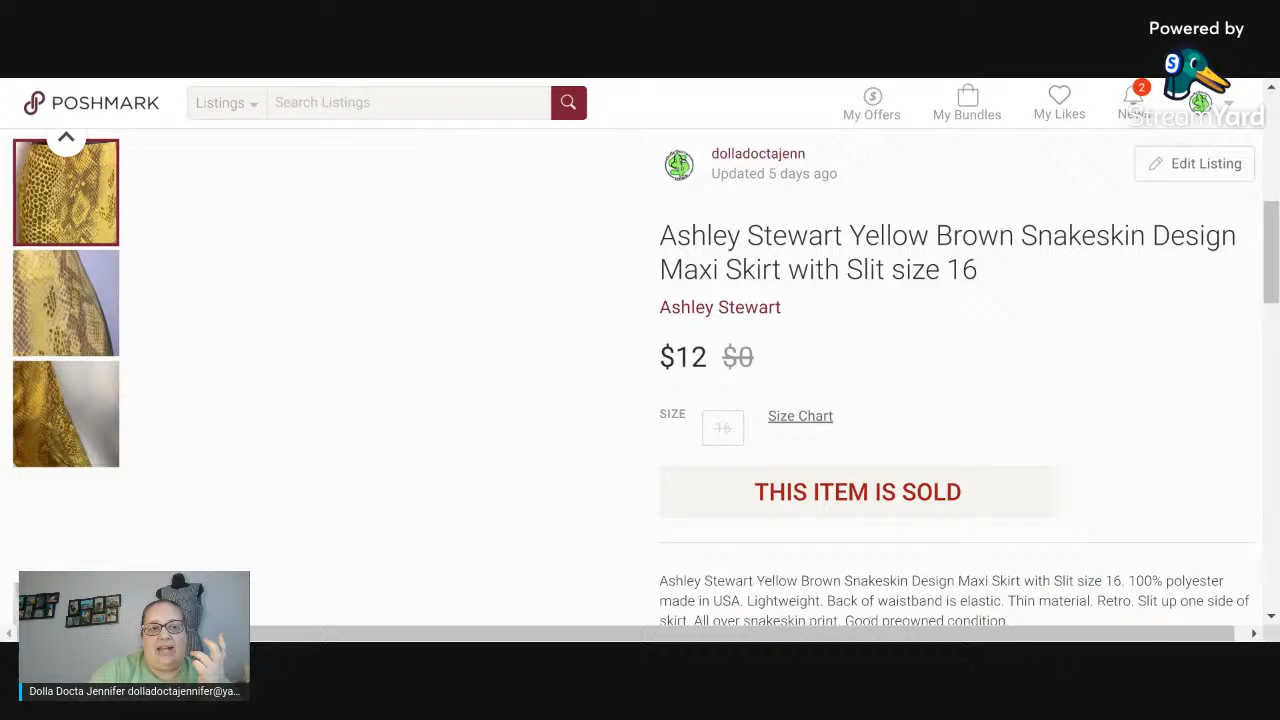 Powered by
S
StreamYard
POSHMARK
Listings
Search Listings
My Offers
My Bundles
My Likes
2
dolladoctajenn
Updated 5 days ago
Edit Listing
Ashley Stewart Yellow Brown Snakeskin Design
Maxi Skirt with Slit size 16
Ashley Stewart
$12 $0
SIZE
16
Size Chart
THIS ITEM IS SOLD
Ashley Stewart Yellow Brown Snakeskin Design Maxi Skirt with Slit size 16. 100% polyester
made in USA. Lightweight. Back of waistband is elastic. Thin material. Retro. Slit up one side of
skirt. All over snakeskin print. Good preowned condition.
Dolla Docta Jennifer dolladoctajennifer@ya...